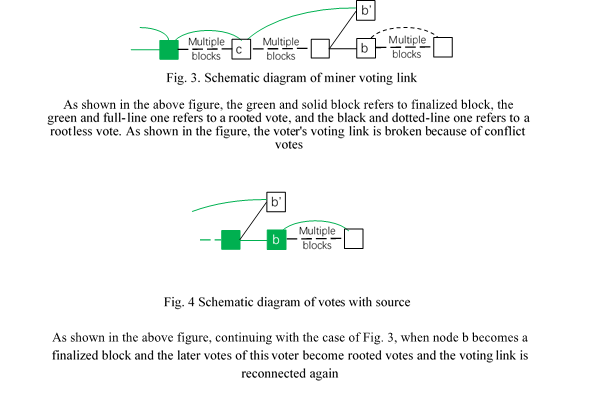 b'
Multiple
blocks
c
Multiple
blocks
b
Multiple
blocks
Fig. 3. Schematic diagram of miner voting link
As shown in the above figure, the green and solid block refers to finalized block, the
green and full-line one refers to a rooted vote, and the black and dotted-line one refers to a
rootless vote. As shown in the figure, the voter's voting link is broken because of conflict
votes
b'
b
Multiple
blocks
Fig. 4 Schematic diagram of votes with source
As shown in the above figure, continuing with the case of Fig. 3, when node b becomes a
finalized block and the later votes of this voter become rooted votes and the voting link is
reconnected again